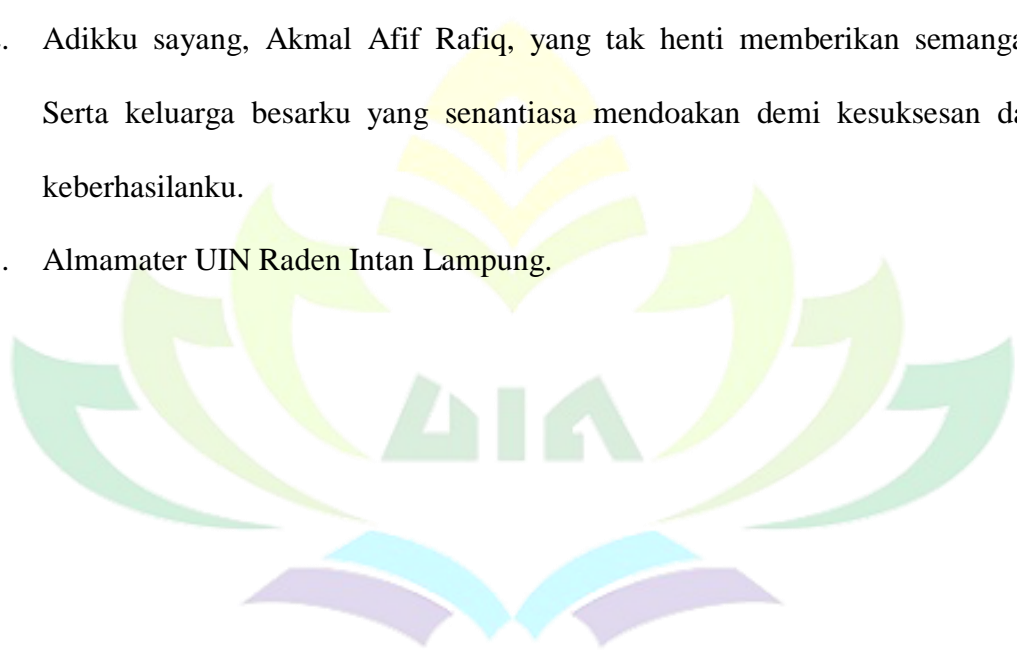 . Adikku sayang, Akmal Afif Rafiq, yang tak henti memberikan semanga
Serta keluarga besarku yang senantiasa mendoakan demi kesuksesan da
keberhasilanku.
. Almamater UIN Raden Intan Lampung.
UIN